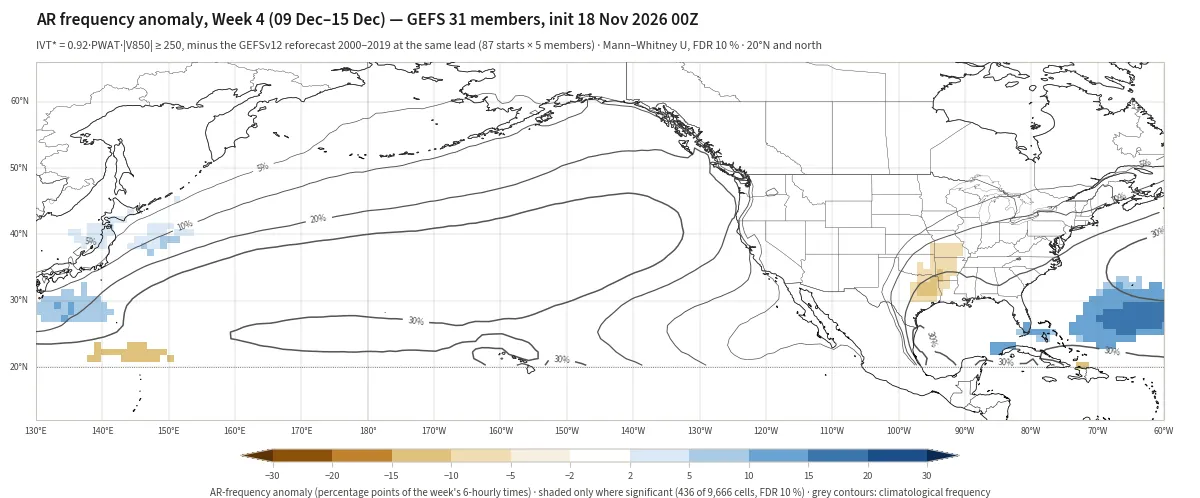 AR frequency anomaly, Week 4 (09 Dec–15 Dec) — GEFS 31 members, init 18 Nov 2026 00Z
IVT* = 0.92·PWAT·|V850| ≥ 250, minus the GEFSv12 reforecast 2000–2019 at the same lead (87 starts × 5 members) · Mann–Whitney U, FDR 10 % · 20°N and north
60°N
50°N
40°N
30°N
20°N
5%
5%
10%
20%
5%
10%
30%
30%
30%
30%
30%
30%
130°E 140°E 150°E 160°E 170°E 180° 170°W 160°W 150°W 140°W 130°W 120°W 110°W 100°W 90°W 80°W 70°W 60°W
−30 −20 −15 −10 −5 −2 2 5 10 15 20 30
AR-frequency anomaly (percentage points of the week's 6-hourly times) · shaded only where significant (436 of 9,666 cells, FDR 10 %) · grey contours: climatological frequency